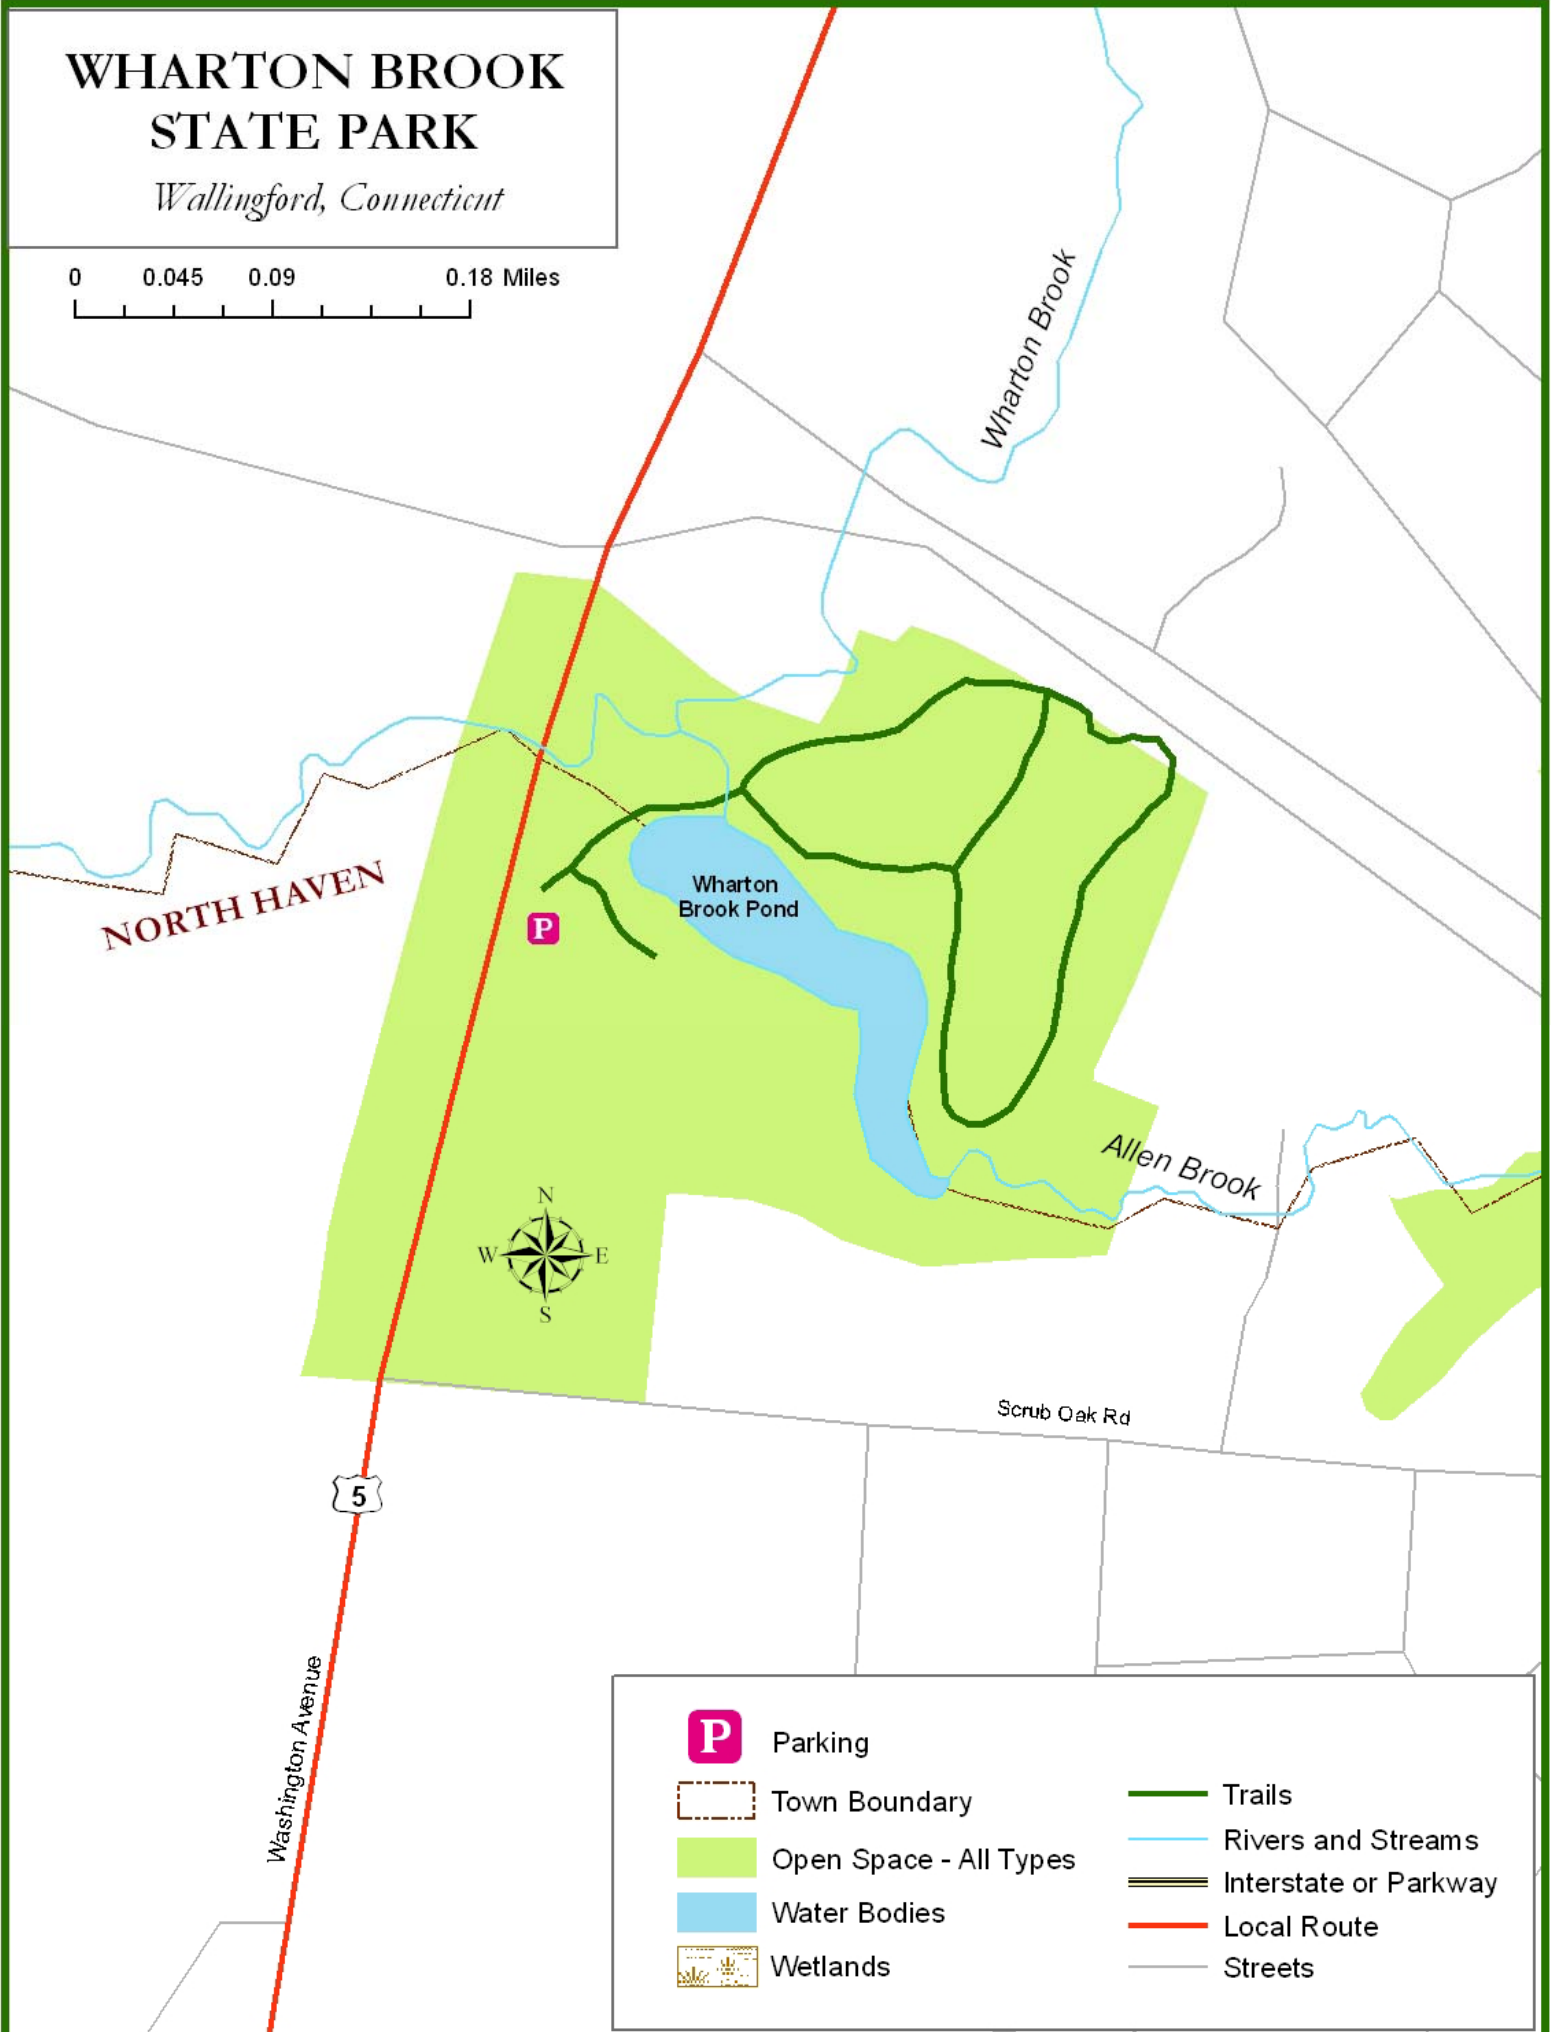 WHARTON BROOK
STATE PARK
Wallingford, Connecticut
0 0.045 0.09 0.18 Miles
Wharton Brook
NORTH HAVEN
Wharton
Brook Pond
P
Allen Brook
N
W E
S
Scrub Oak Rd
5
Washington Avenue
P Parking
Town Boundary
Open Space - All Types
Water Bodies
Wetlands
Trails
Rivers and Streams
Interstate or Parkway
Local Route
Streets